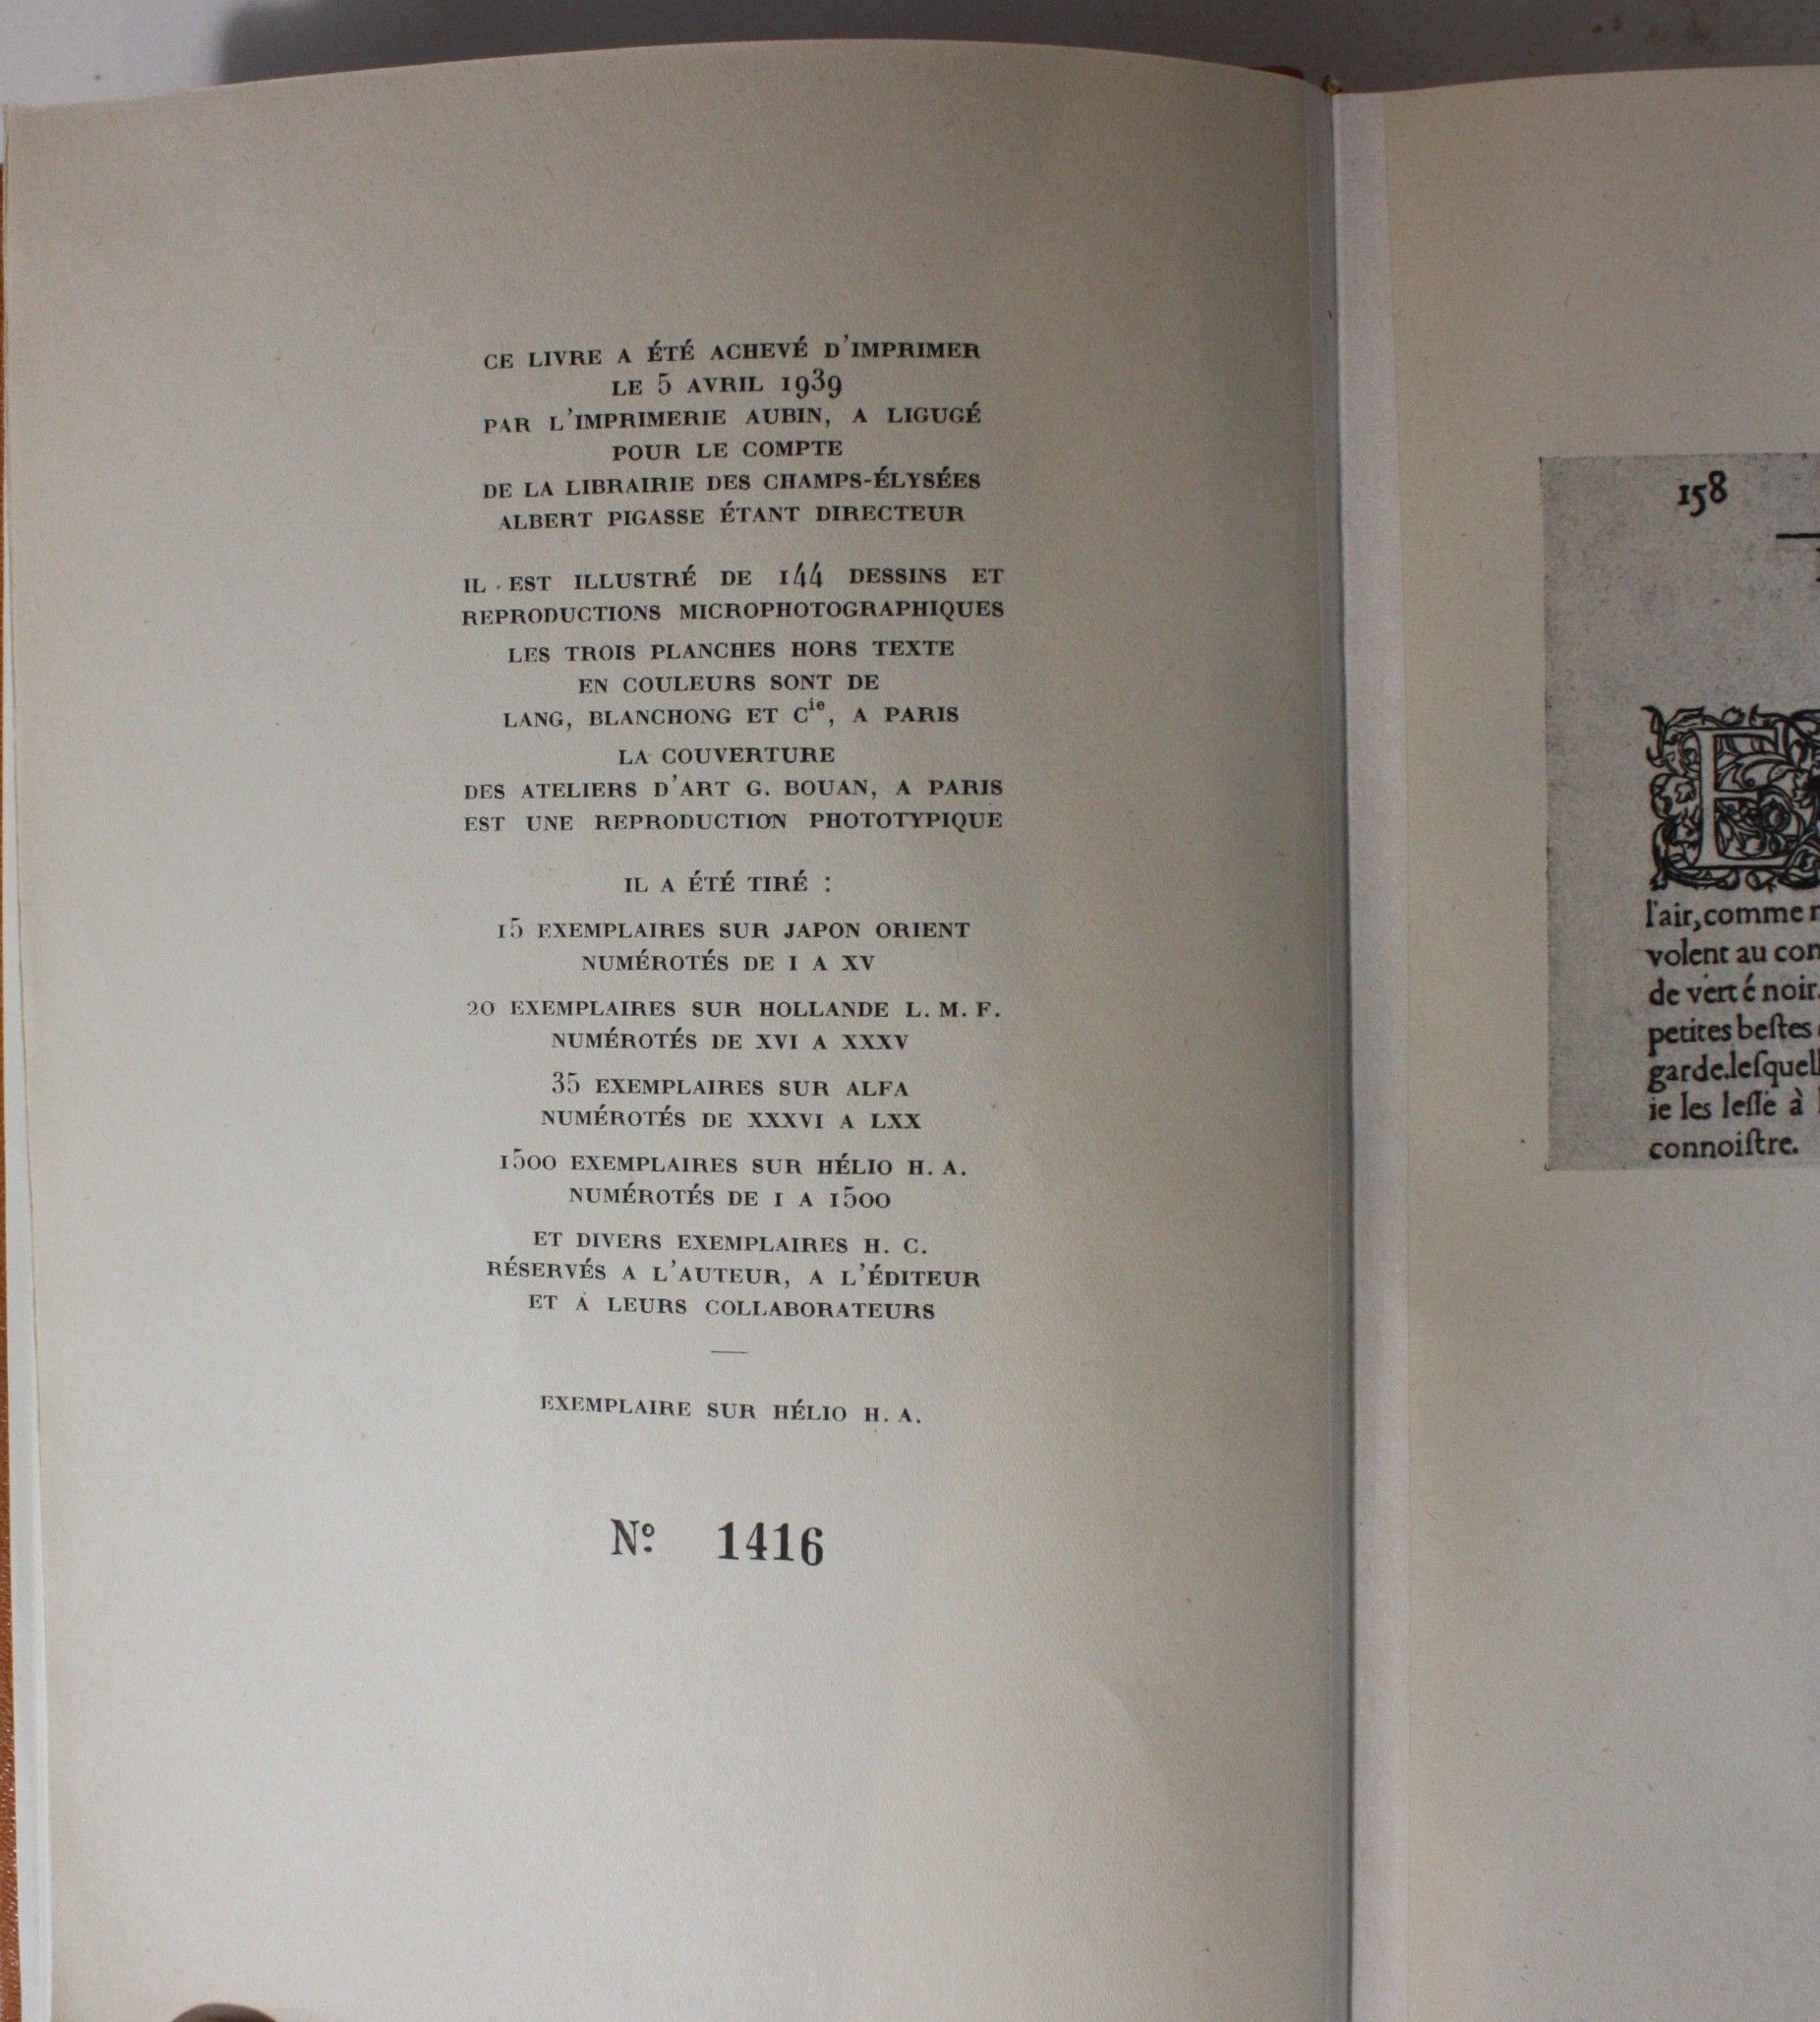 CE LIVRE A ÉTÉ ACHEVÉ D'IMPRIMER
LE 5 AVRIL 1939
PAR L'IMPRIMERIE AUBIN, A LIGUGÉ
POUR LE COMPTE
DE LA LIBRAIRIE DES CHAMPS-ÉLYSÉES
ALBERT PIGASSE ÉTANT DIRECTEUR
IL EST ILLUSTRÉ DE 144 DESSINS ET
REPRODUCTIONS MICROPHOTOGRAPHIQUES
LES TROIS PLANCHES HORS TEXTE
EN COULEURS SONT DE
LANG, BLANCHONG ET Cie, A PARIS
LA COUVERTURE
DES ATELIERS D'ART G. BOUAN, A PARIS
EST UNE REPRODUCTION PHOTOTYPIQUE
IL A ÉTÉ TIRÉ :
15 EXEMPLAIRES SUR JAPON ORIENT
NUMÉROTÉS DE I A XV
20 EXEMPLAIRES SUR HOLLANDE L. M. F.
NUMÉROTÉS DE XVI A XXXV
35 EXEMPLAIRES SUR ALFA
NUMÉROTÉS DE XXXVI A LXX
1500 EXEMPLAIRES SUR HÉLIO H. A.
NUMÉROTÉS DE 1 A 1500
ET DIVERS EXEMPLAIRES H. C.
RÉSERVÉS A L'AUTEUR, A L'ÉDITEUR
ET A LEURS COLLABORATEURS
EXEMPLAIRE SUR HÉLIO H. A.
Nº 1416
158
l'air, comme
volent au
de vert é noir.
petites bestes
garde.
ie les lesse à
connoistre.